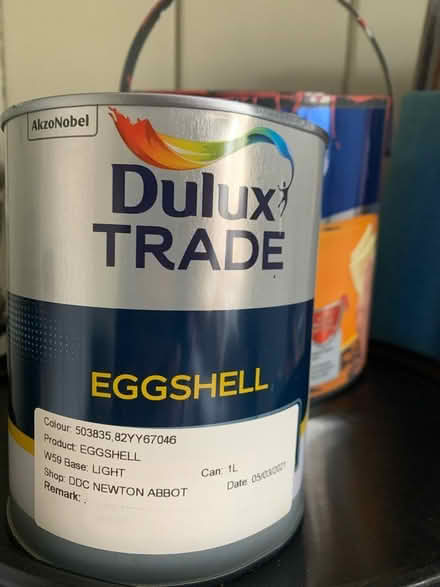 AkzoNobel
Dulux
TRADE
EGGSHELL
Colour: 503835,82YY67046
Product: EGGSHELL
W59 Base: LIGHT Can: 1L
Shop: DDC NEWTON ABBOT Date: 05/03/2021
Remark: .